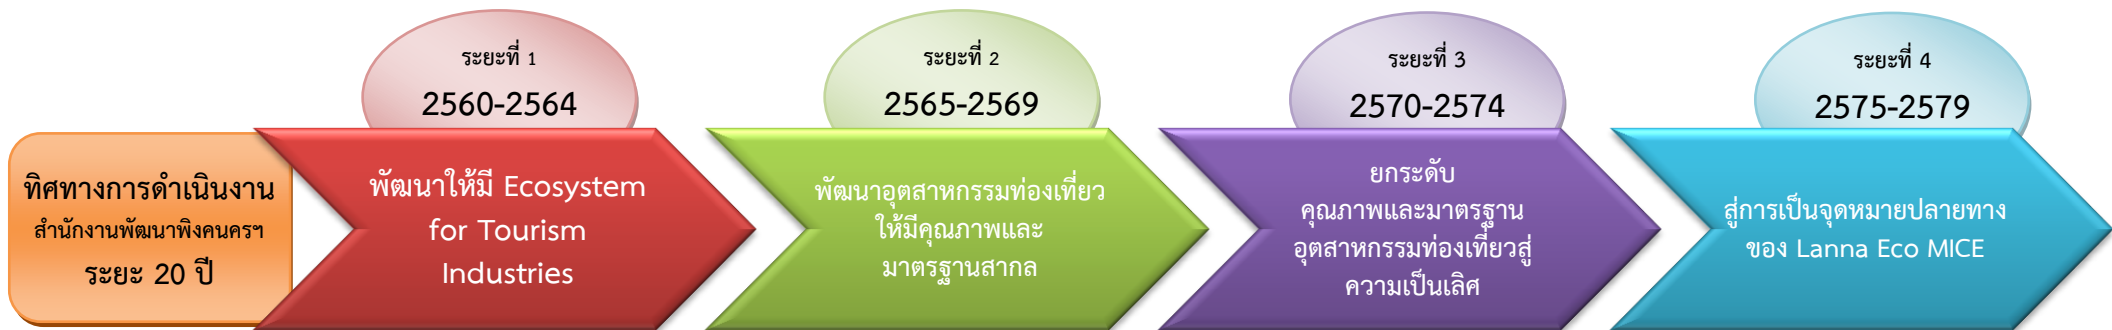 ทิศทางการดำเนินงาน
สำนักงานพัฒนาพิงคนครฯ
ระยะ 20 ปี
ระยะที่ 1
2560-2564
พัฒนาให้มี Ecosystem
for Tourism
Industries
ระยะที่ 2
2565-2569
พัฒนาอุตสาหกรรมท่องเที่ยว
ให้มีคุณภาพและ
มาตรฐานสากล
ระยะที่ 3
2570-2574
ยกระดับ
คุณภาพและมาตรฐาน
อุตสาหกรรมท่องเที่ยวสู่
ความเป็นเลิศ
ระยะที่ 4
2575-2579
สู่การเป็นจุดหมายปลายทาง
ของ Lanna Eco MICE